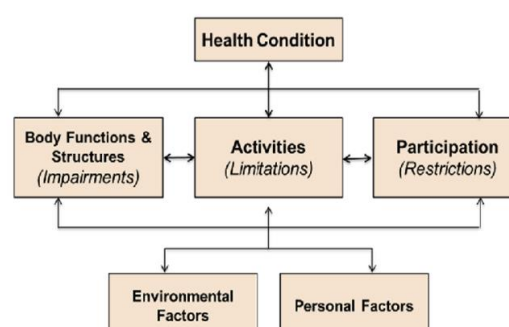 Health Condition
Body Functions &
Structures
(Impairments)
Activities
(Limitations)
Participation
(Restrictions)
Environmental
Factors
Personal Factors